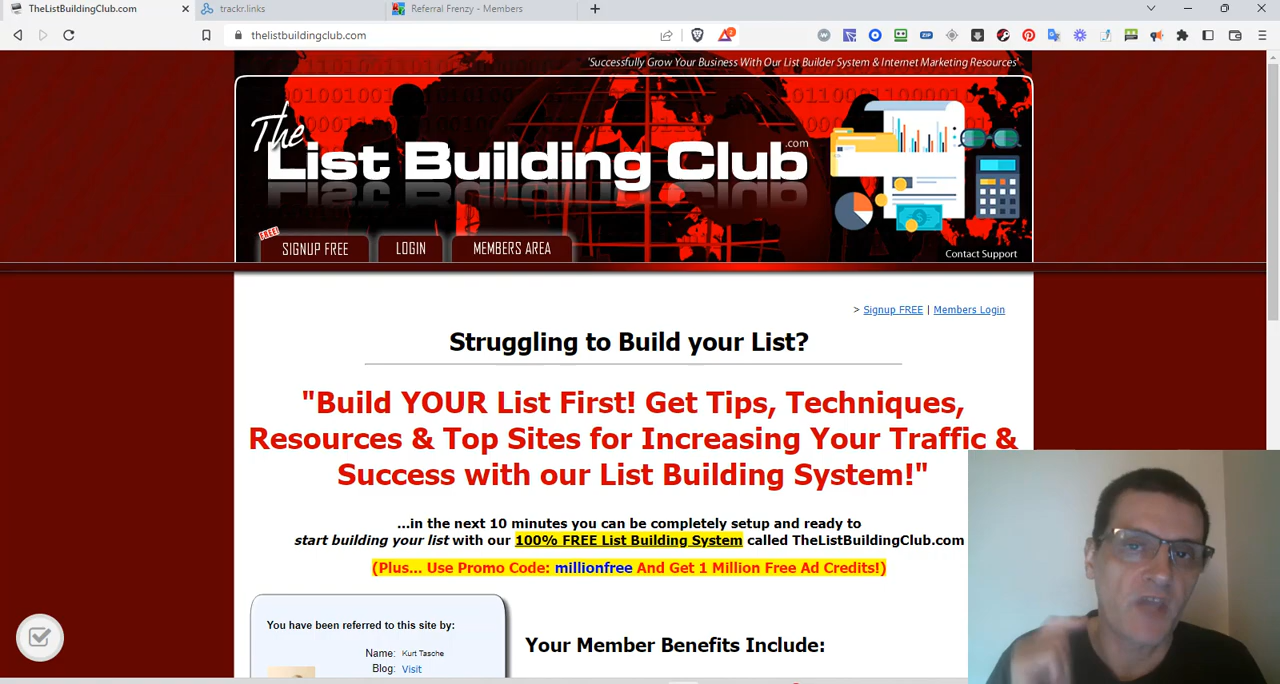 TheListBuildingClub.com
trackr.links
Referral Frenzy - Members
thelistbuildingclub.com
'Successfully Grow Your Business With Our List Builder System & Internet Marketing Resources'
The
List Building Club
.com
FREE!
SIGNUP FREE
LOGIN
MEMBERS AREA
Contact Support
> Signup FREE | Members Login
Struggling to Build your List?
"Build YOUR List First! Get Tips, Techniques,
Resources & Top Sites for Increasing Your Traffic &
Success with our List Building System!"
...in the next 10 minutes you can be completely setup and ready to
start building your list with our 100% FREE List Building System called TheListBuildingClub.com
(Plus... Use Promo Code: millionfree And Get 1 Million Free Ad Credits!)
You have been referred to this site by:
Name: Kurt Tasche
Blog: Visit
Your Member Benefits Include: